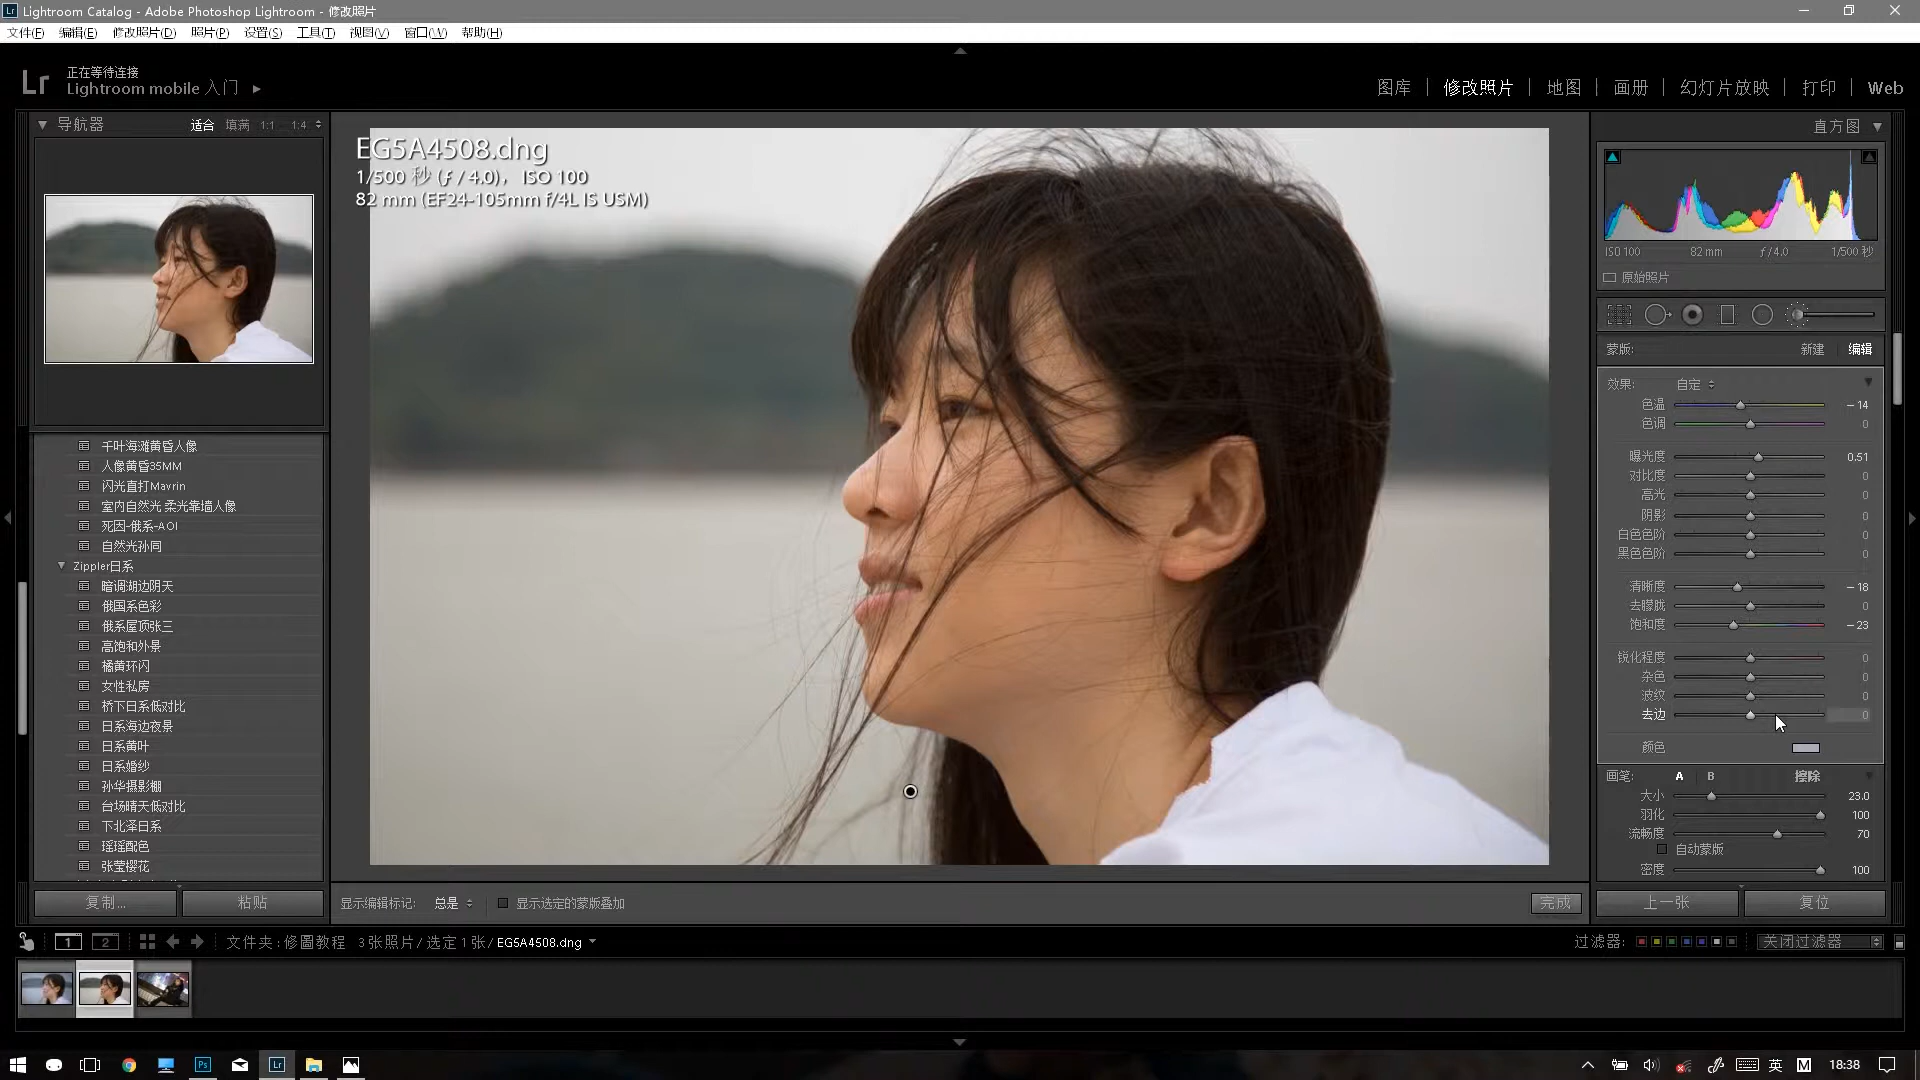 Lightroom Catalog - Adobe Photoshop Lightroom - 修改照片
文件(F) 编辑(E) 修改照片(D) 照片(P) 设置(S) 工具(T) 视图(V) 窗口(W) 帮助(H)
Lr 正在等待连接
Lightroom mobile 入门
图库 修改照片 地图 画册 幻灯片放映 打印 Web
导航器 适合 填满 1:1 1:4
千叶海滩黄昏人像
人像黄昏35MM
闪光直打Mavrin
室内自然光 柔光靠墙人像
死因-俄系-AOI
自然光孙同
Zippler日系
暗调湖边阴天
俄国系色彩
俄系屋顶张三
高饱和外景
橘黄环闪
女性私房
桥下日系低对比
日系海边夜景
日系黄叶
日系婚纱
孙华摄影棚
台场晴天低对比
下北泽日系
瑶瑶配色
张莹樱花
复制... 粘贴
EG5A4508.dng
1/500 秒 (ƒ / 4.0), ISO 100
82 mm (EF24-105mm f/4L IS USM)
显示编辑标记: 总是 显示选定的蒙版叠加 完成
直方图
ISO 100 82 mm ƒ / 4.0 1/500 秒
原始照片
蒙版: 新建 编辑
效果: 自定
色温 -14
色调 0
曝光度 0.51
对比度 0
高光 0
阴影 0
白色色阶 0
黑色色阶 0
清晰度 -18
去朦胧 0
饱和度 -23
锐化程度 0
杂色 0
波纹 0
去边 0
颜色
画笔: A B 擦除
大小 23.0
羽化 100
流畅度 70
自动蒙版
密度 100
上一张 复位
1 2 文件夹:修圖教程 3张照片/选定1张/EG5A4508.dng
过滤器: 关闭过滤器
Ps Lr 英 M 18:38